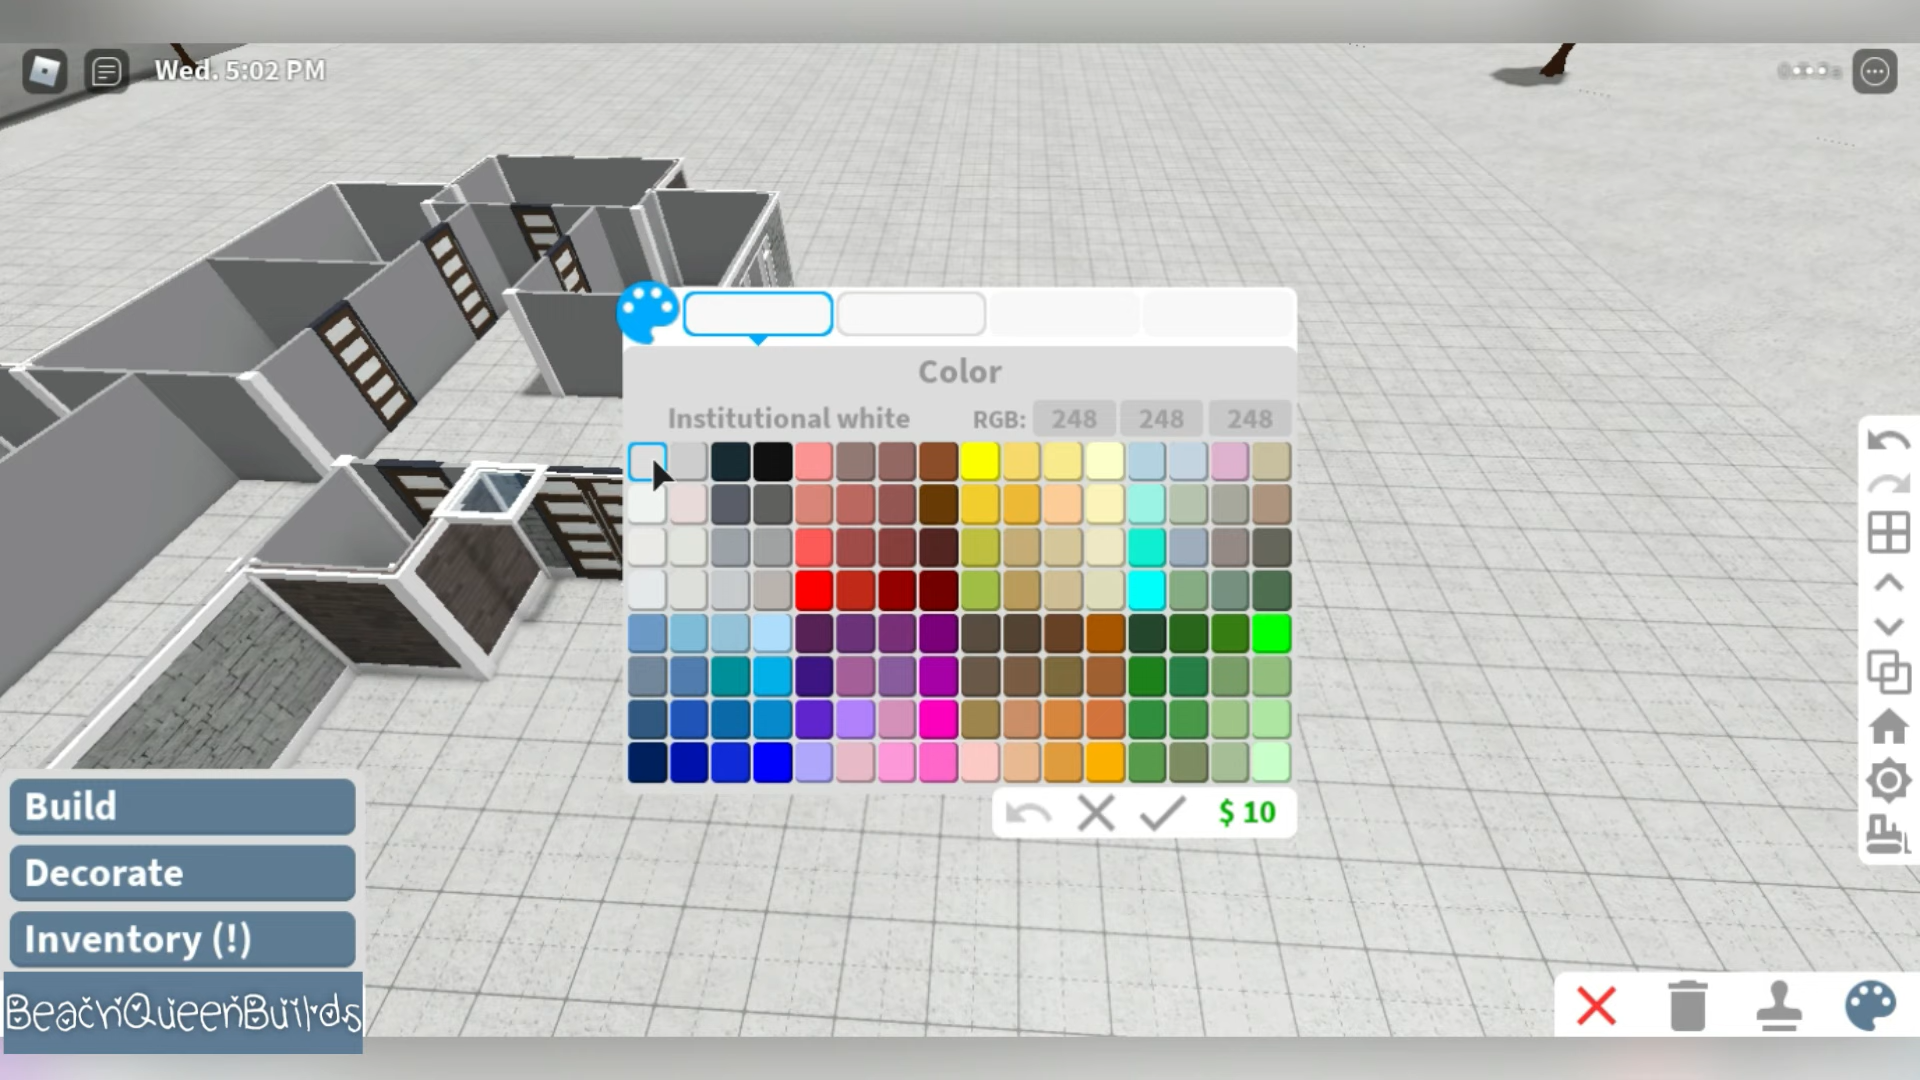 Wed. 5:02 PM
Color
Institutional white
RGB: 248 248 248
$ 10
Build
Decorate
Inventory (!)
BeachQueenBuilds